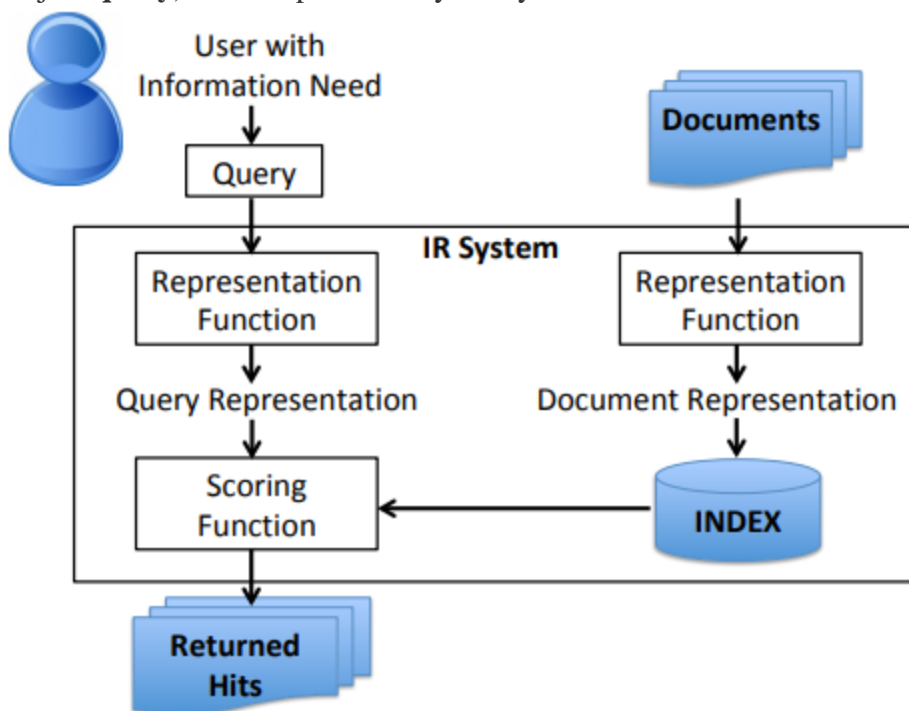 User with
Information Need
Query
Documents
IR System
Representation
Function
Representation
Function
Query Representation
Document Representation
Scoring
Function
INDEX
Returned
Hits